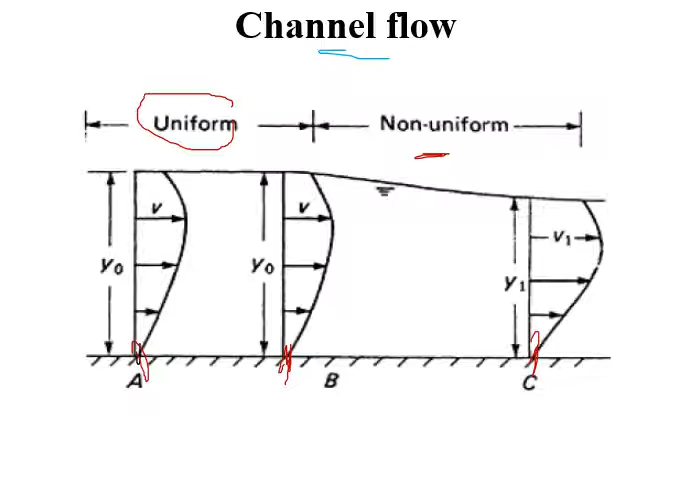 Channel flow
Uniform Non-uniform
v v v₁
y₀ y₀ y₁
A B C